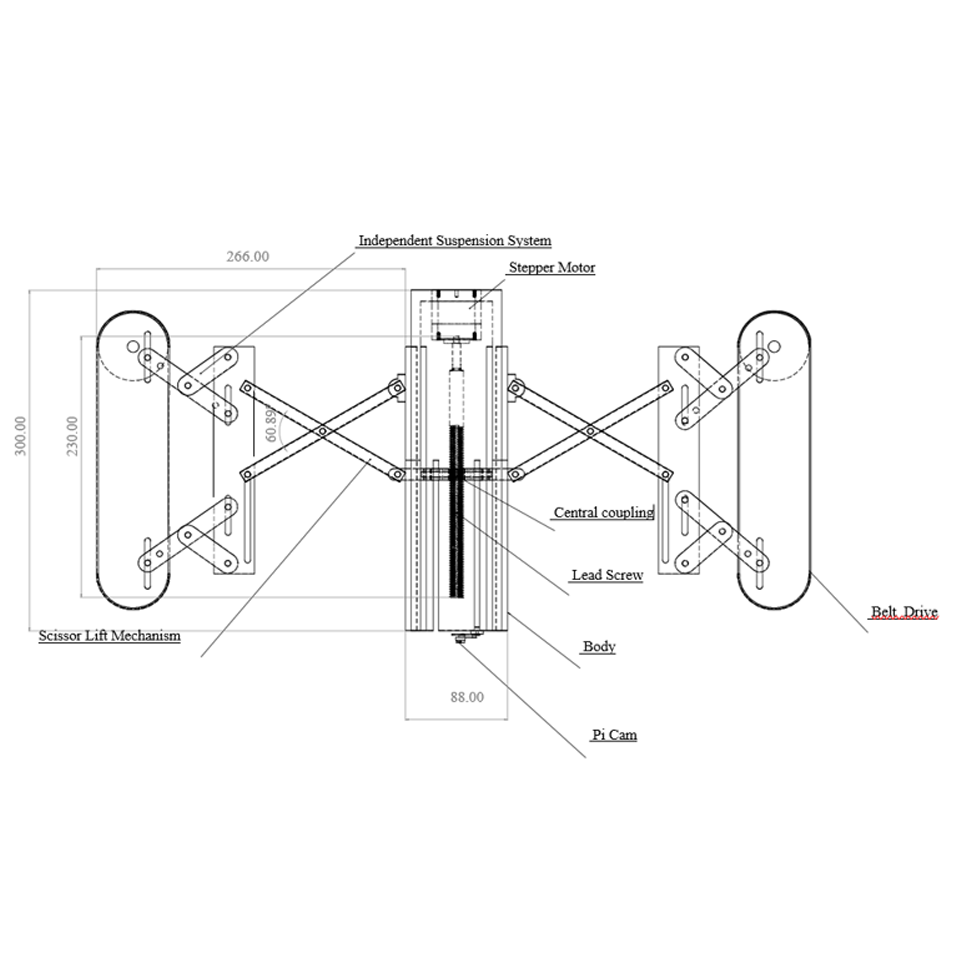 Independent Suspension System
266.00
Stepper Motor
300.00
230.00
60.89°
Central coupling
Lead Screw
Belt Drive
Scissor Lift Mechanism
Body
88.00
Pi Cam